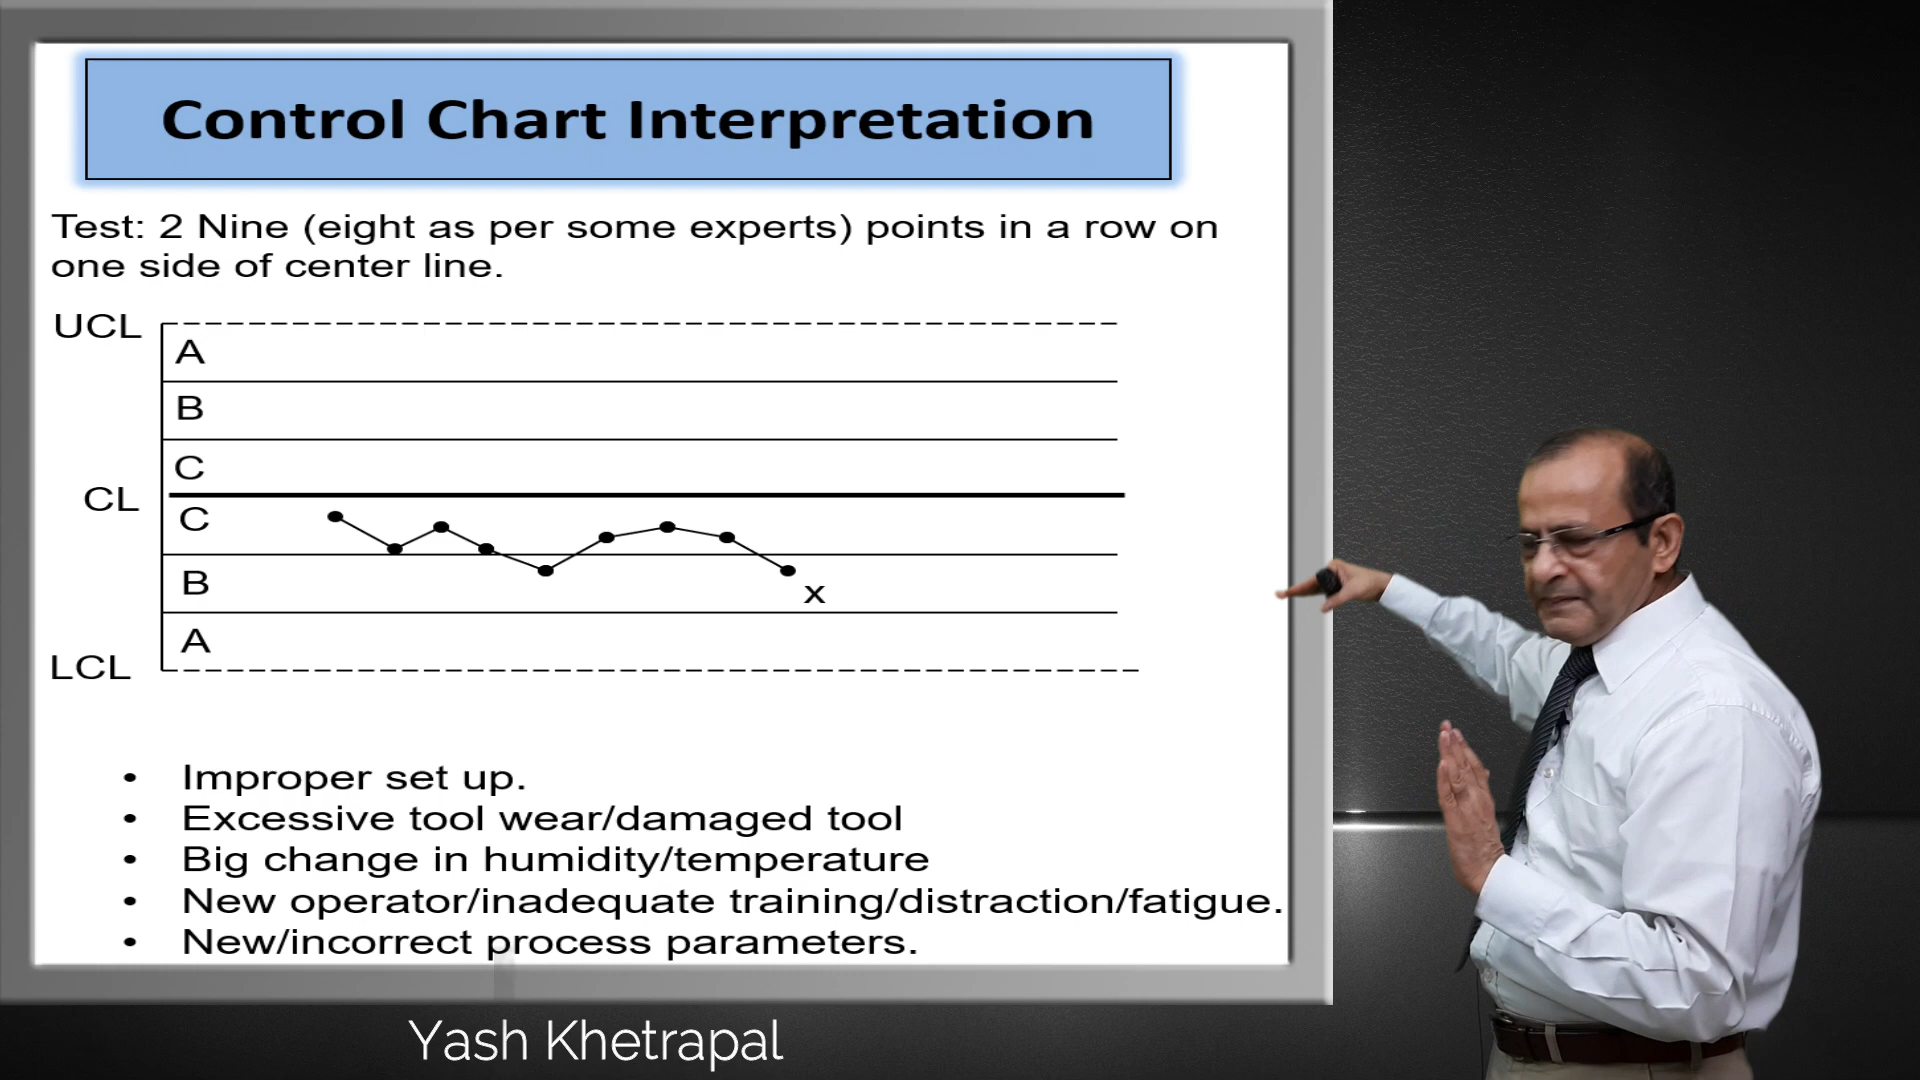 Control Chart Interpretation
Test: 2 Nine (eight as per some experts) points in a row on
one side of center line.
UCL
A
B
C
CL
C
B
x
A
LCL
• Improper set up.
• Excessive tool wear/damaged tool
• Big change in humidity/temperature
• New operator/inadequate training/distraction/fatigue.
• New/incorrect process parameters.
Yash Khetrapal